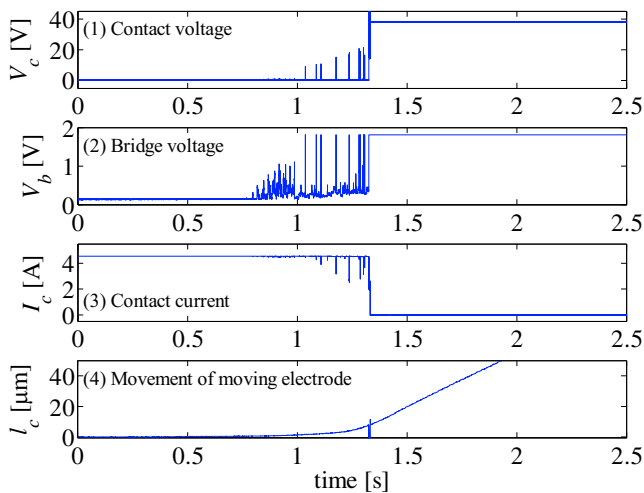 V_c [V]
40
20
0
(1) Contact voltage
0 0.5 1 1.5 2 2.5
V_b [V]
2
1
0
(2) Bridge voltage
0 0.5 1 1.5 2 2.5
I_c [A]
4
2
0
(3) Contact current
0 0.5 1 1.5 2 2.5
l_c [μm]
40
20
0
(4) Movement of moving electrode
0 0.5 1 1.5 2 2.5
time [s]